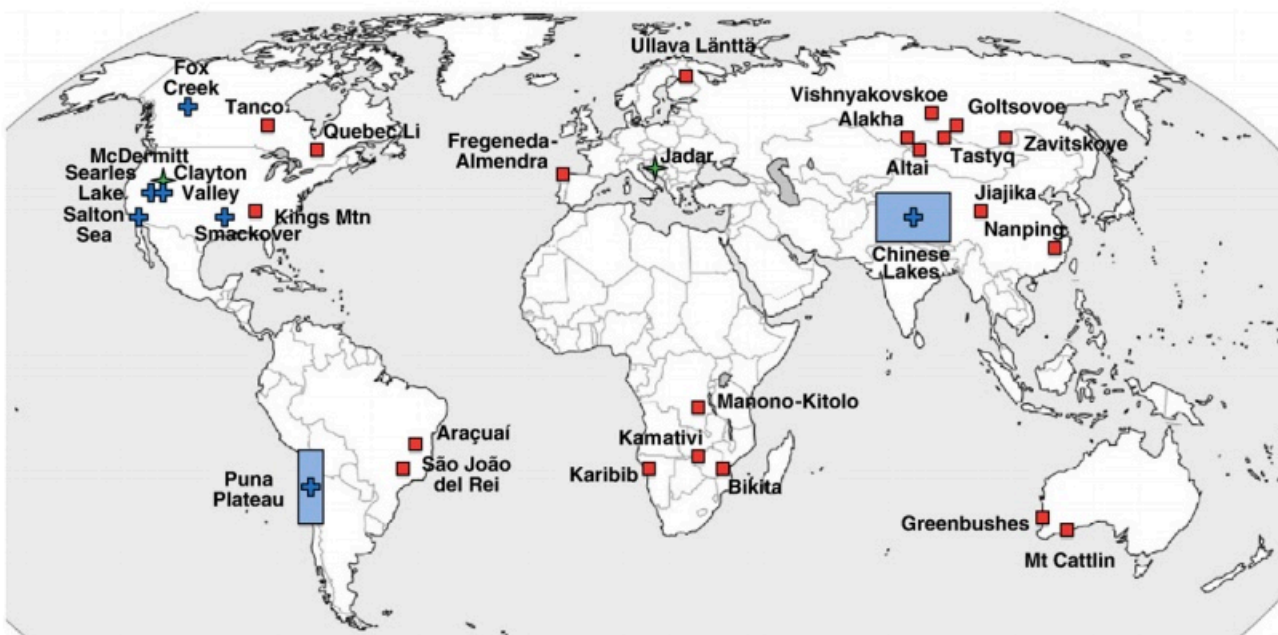 Ullava Länttä
Fox
Creek
Tanco
Vishnyakovskoe
Goltsovoe
Alakha
Quebec Li
Fregeneda-
Almendra
Jadar
Zavitskoye
Tastyq
Altai
McDermitt
Searles
Lake
Clayton
Valley
Jiajika
Salton
Sea
Kings Mtn
Smackover
Nanping
Chinese
Lakes
Manono-Kitolo
Araçuaí
Kamativi
São João
del Rei
Karibib
Bikita
Puna
Plateau
Greenbushes
Mt Cattlin